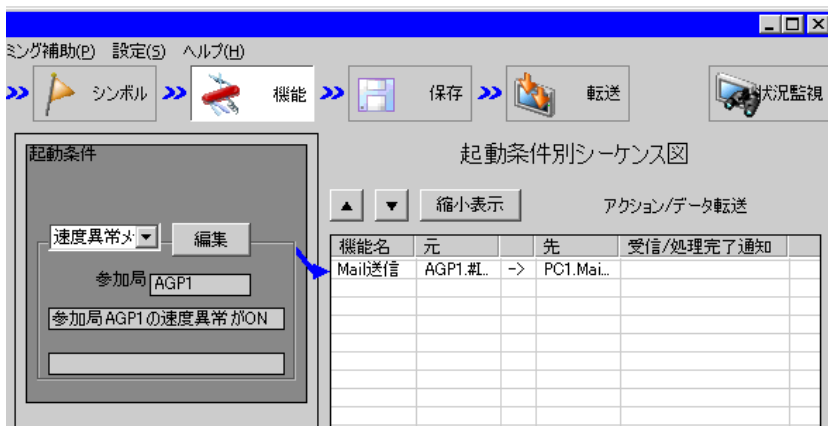 ミング補助(P) 設定(S) ヘルプ(H)
シンボル 機能 保存 転送 状況監視
起動条件
起動条件別シーケンス図
▲ ▼ 縮小表示 アクション/データ転送
速度異常メ 編集
参加局 AGP1
参加局AGP1の速度異常がON
機能名 元 先 受信/処理完了通知
Mail送信 AGP1.#I... -> PC1.Mai...